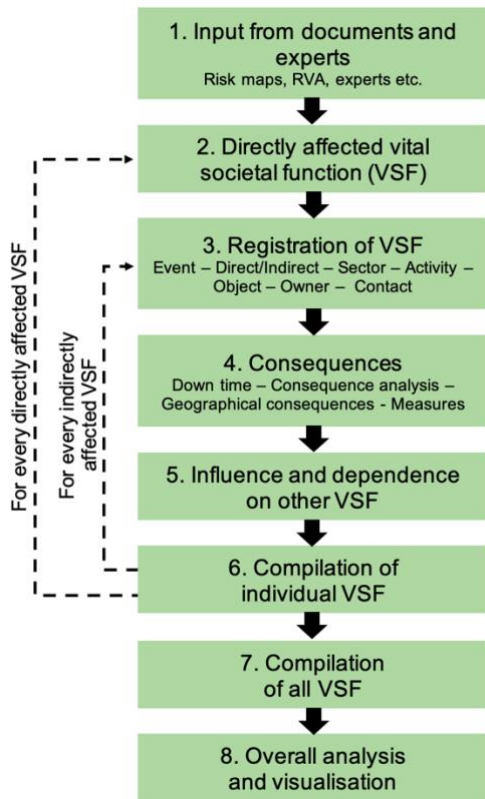 1. Input from documents and
experts
Risk maps, RVA, experts etc.
2. Directly affected vital
societal function (VSF)
3. Registration of VSF
Event – Direct/Indirect – Sector – Activity –
Object – Owner – Contact
4. Consequences
Down time – Consequence analysis –
Geographical consequences - Measures
5. Influence and dependence
on other VSF
6. Compilation of
individual VSF
7. Compilation
of all VSF
8. Overall analysis
and visualisation
For every directly affected VSF
For every indirectly
affected VSF